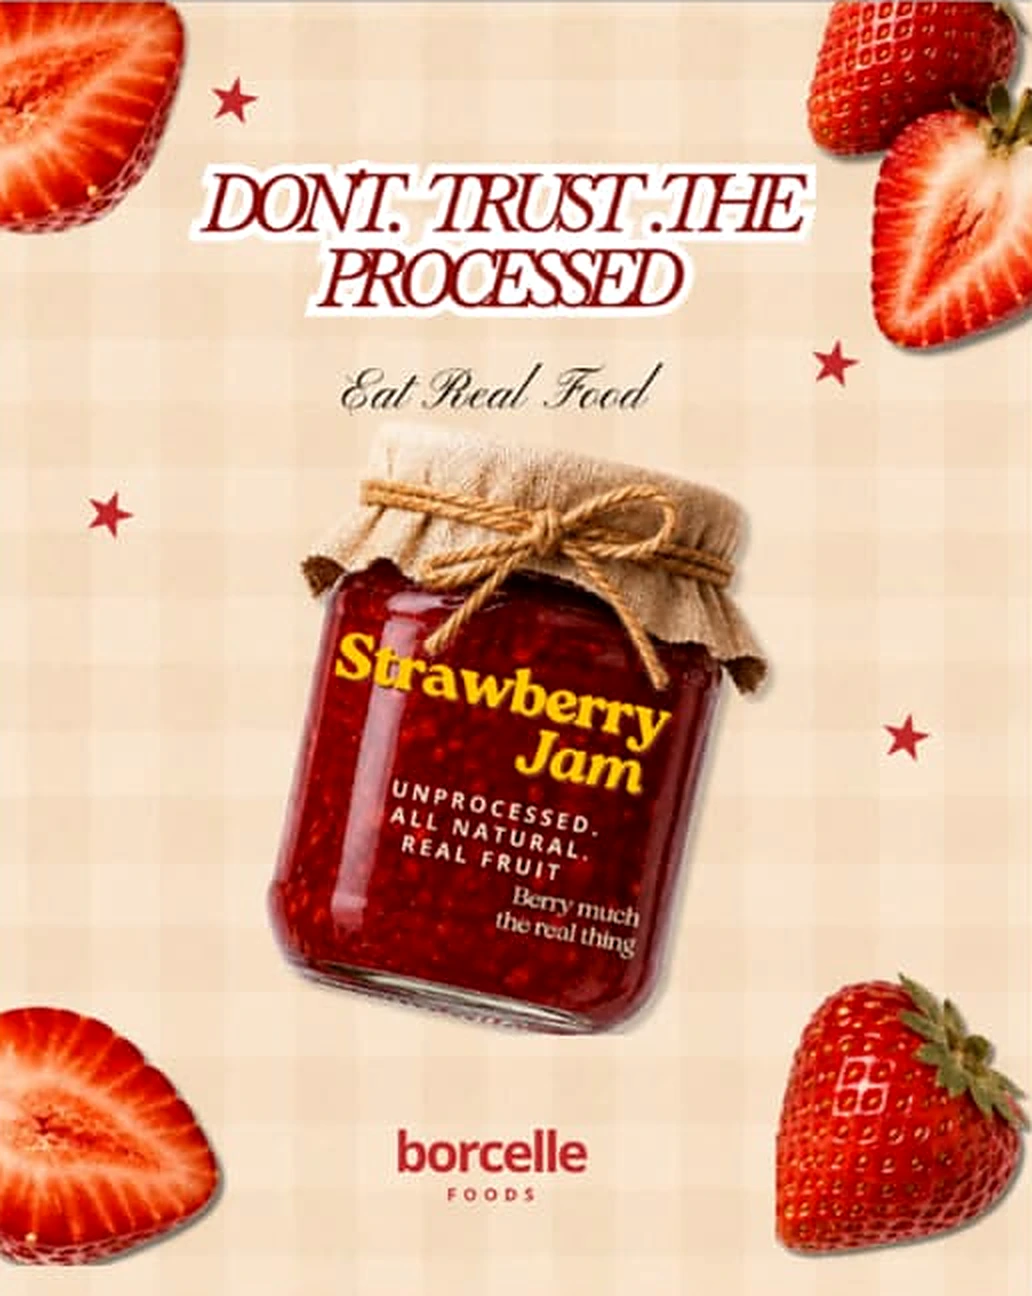 DON'T. TRUST .THE
PROCESSED
Eat Real Food
Strawberry
Jam
UNPROCESSED.
ALL NATURAL.
REAL FRUIT
Berry much
the real thing
borcelle
FOODS